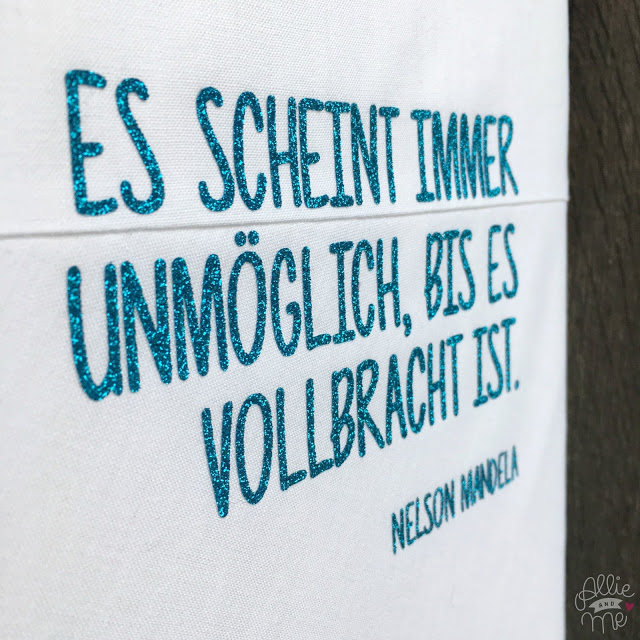 ES SCHEINT IMMER
UNMÖGLICH, BIS ES
VOLLBRACHT IST.
NELSON MANDELA
Allie
AND
me